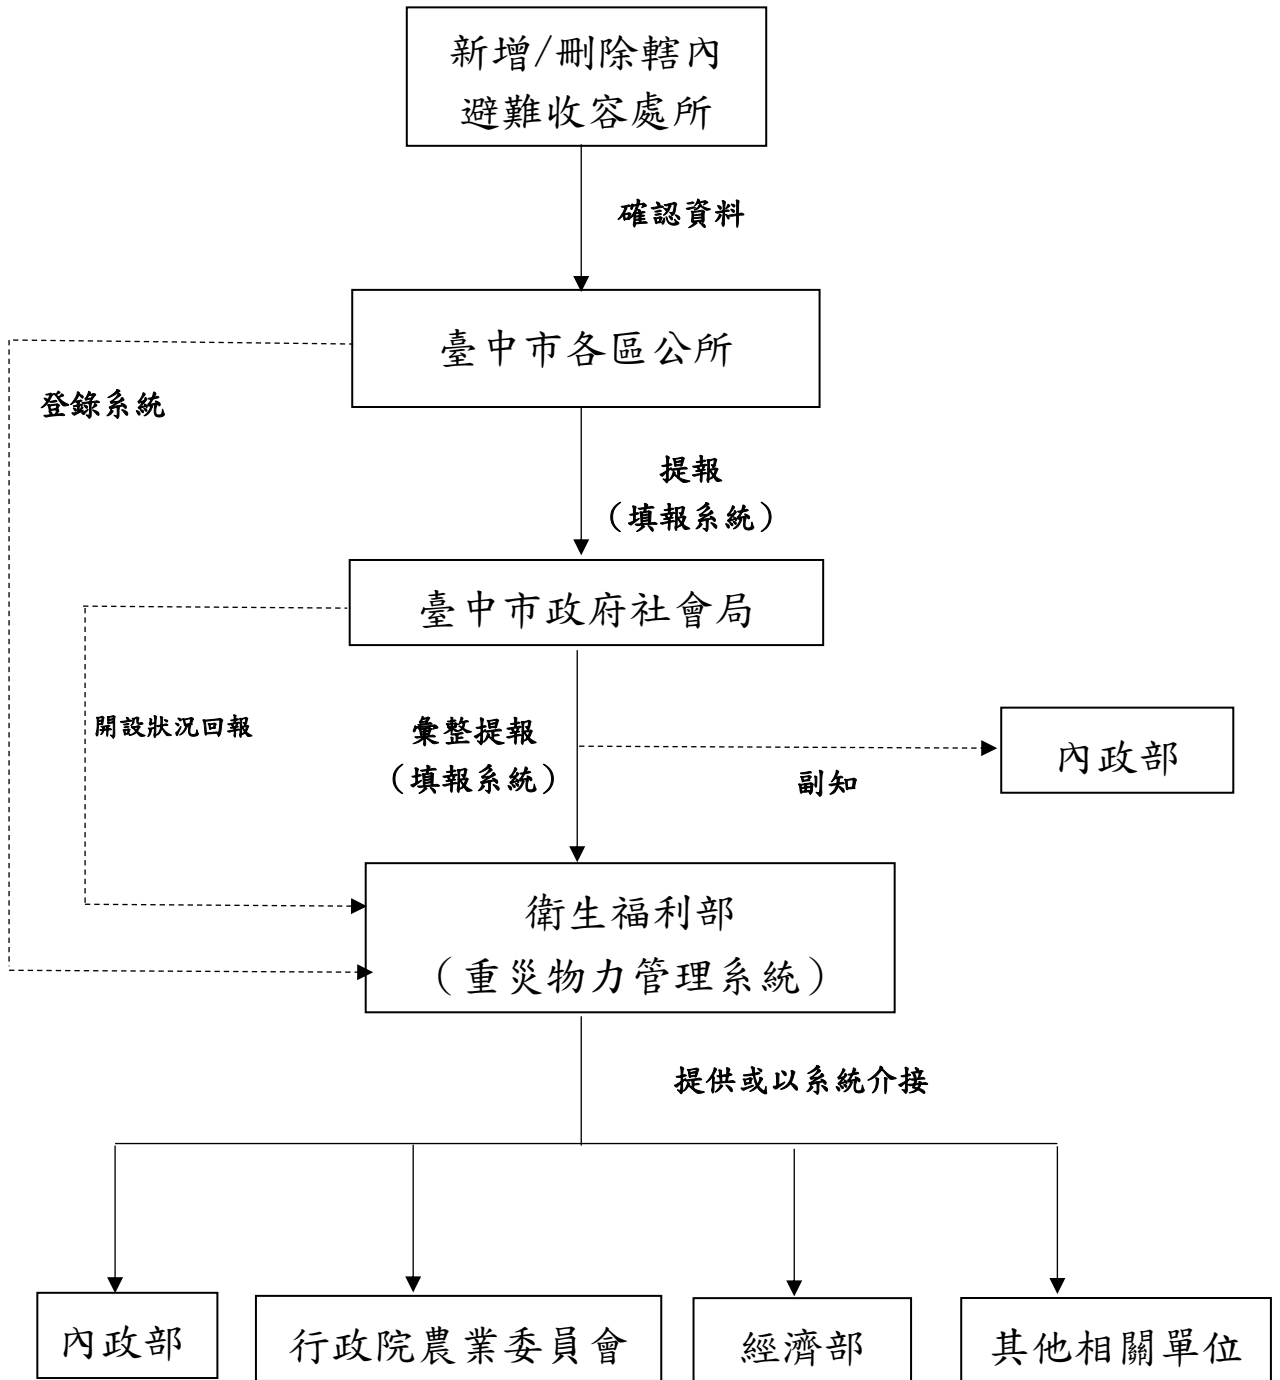 新增/刪除轄內
避難收容處所
確認資料
臺中市各區公所
登錄系統
提報
（填報系統）
臺中市政府社會局
開設狀況回報
彙整提報
（填報系統）
內政部
副知
衛生福利部
（重災物力管理系統）
提供或以系統介接
內政部
行政院農業委員會
經濟部
其他相關單位